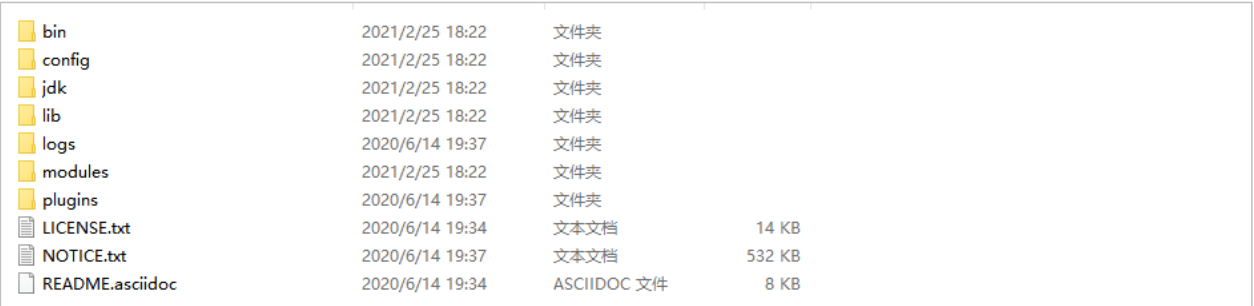 bin 2021/2/25 18:22 文件夹
config 2021/2/25 18:22 文件夹
jdk 2021/2/25 18:22 文件夹
lib 2021/2/25 18:22 文件夹
logs 2020/6/14 19:37 文件夹
modules 2021/2/25 18:22 文件夹
plugins 2020/6/14 19:37 文件夹
LICENSE.txt 2020/6/14 19:34 文本文档 14 KB
NOTICE.txt 2020/6/14 19:37 文本文档 532 KB
README.asciidoc 2020/6/14 19:34 ASCIIDOC 文件 8 KB